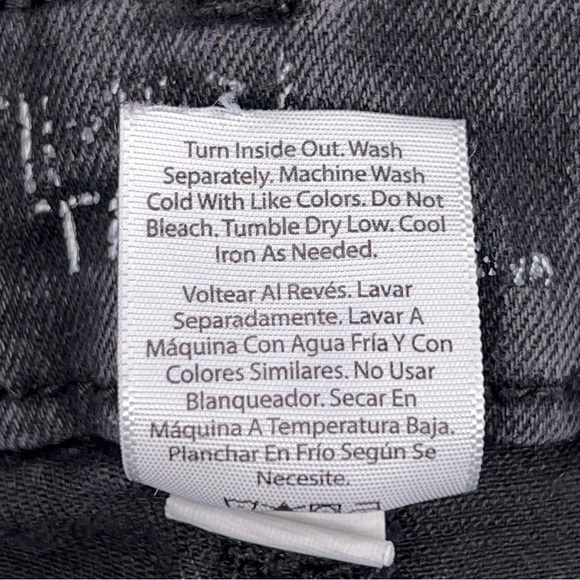 Turn Inside Out. Wash
Separately. Machine Wash
Cold With Like Colors. Do Not
Bleach. Tumble Dry Low. Cool
Iron As Needed.
Voltear Al Revés. Lavar
Separadamente. Lavar A
Máquina Con Agua Fría Y Con
Colores Similares. No Usar
Blanqueador. Secar En
Máquina A Temperatura Baja.
Planchar En Frío Según Se
Necesite.